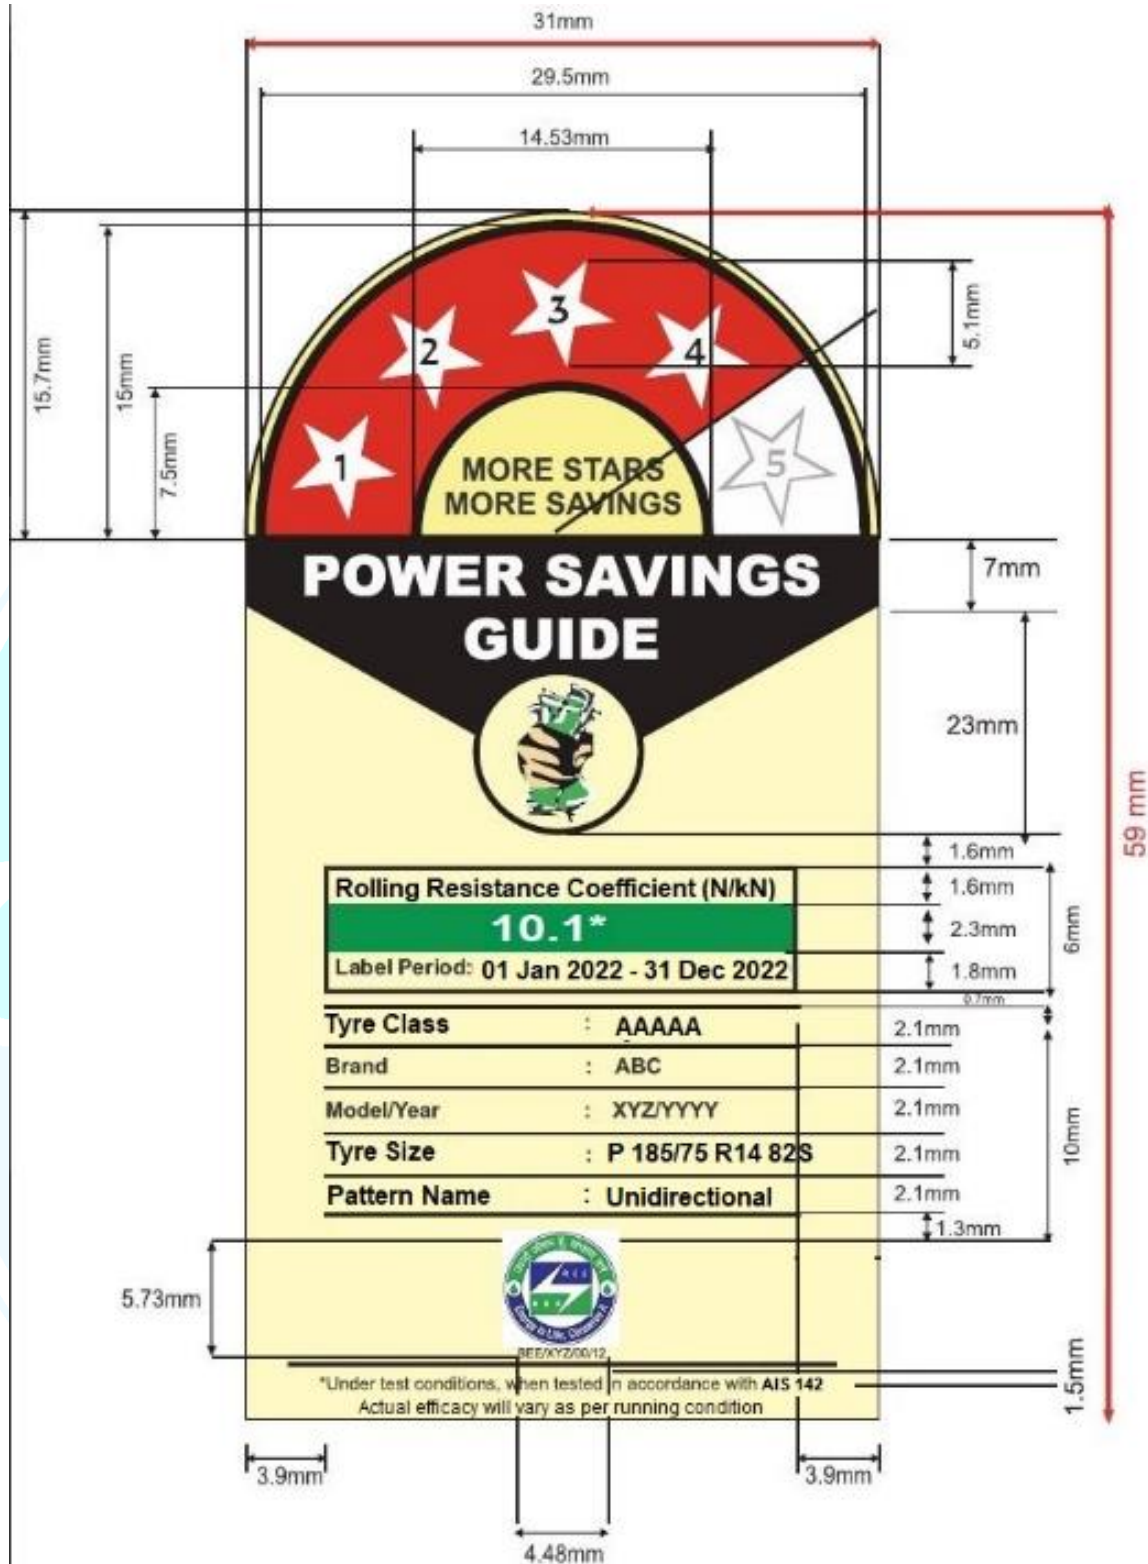 31mm
29.5mm
14.53mm
15.7mm
15mm
7.5mm
5.1mm
1
2
3
4
5
MORE STARS
MORE SAVINGS
POWER SAVINGS
GUIDE
7mm
23mm
59 mm
1.6mm
Rolling Resistance Coefficient (N/kN)
1.6mm
10.1*
2.3mm
6mm
Label Period: 01 Jan 2022 - 31 Dec 2022
1.8mm
0.7mm
Tyre Class : AAAAA
2.1mm
Brand : ABC
2.1mm
Model/Year : XYZ/YYYY
2.1mm
10mm
Tyre Size : P 185/75 R14 82S
2.1mm
Pattern Name : Unidirectional
2.1mm
1.3mm
5.73mm
BEE/XYZ/00/12
*Under test conditions, when tested in accordance with AIS 142
Actual efficacy will vary as per running condition
1.5mm
3.9mm
3.9mm
4.48mm